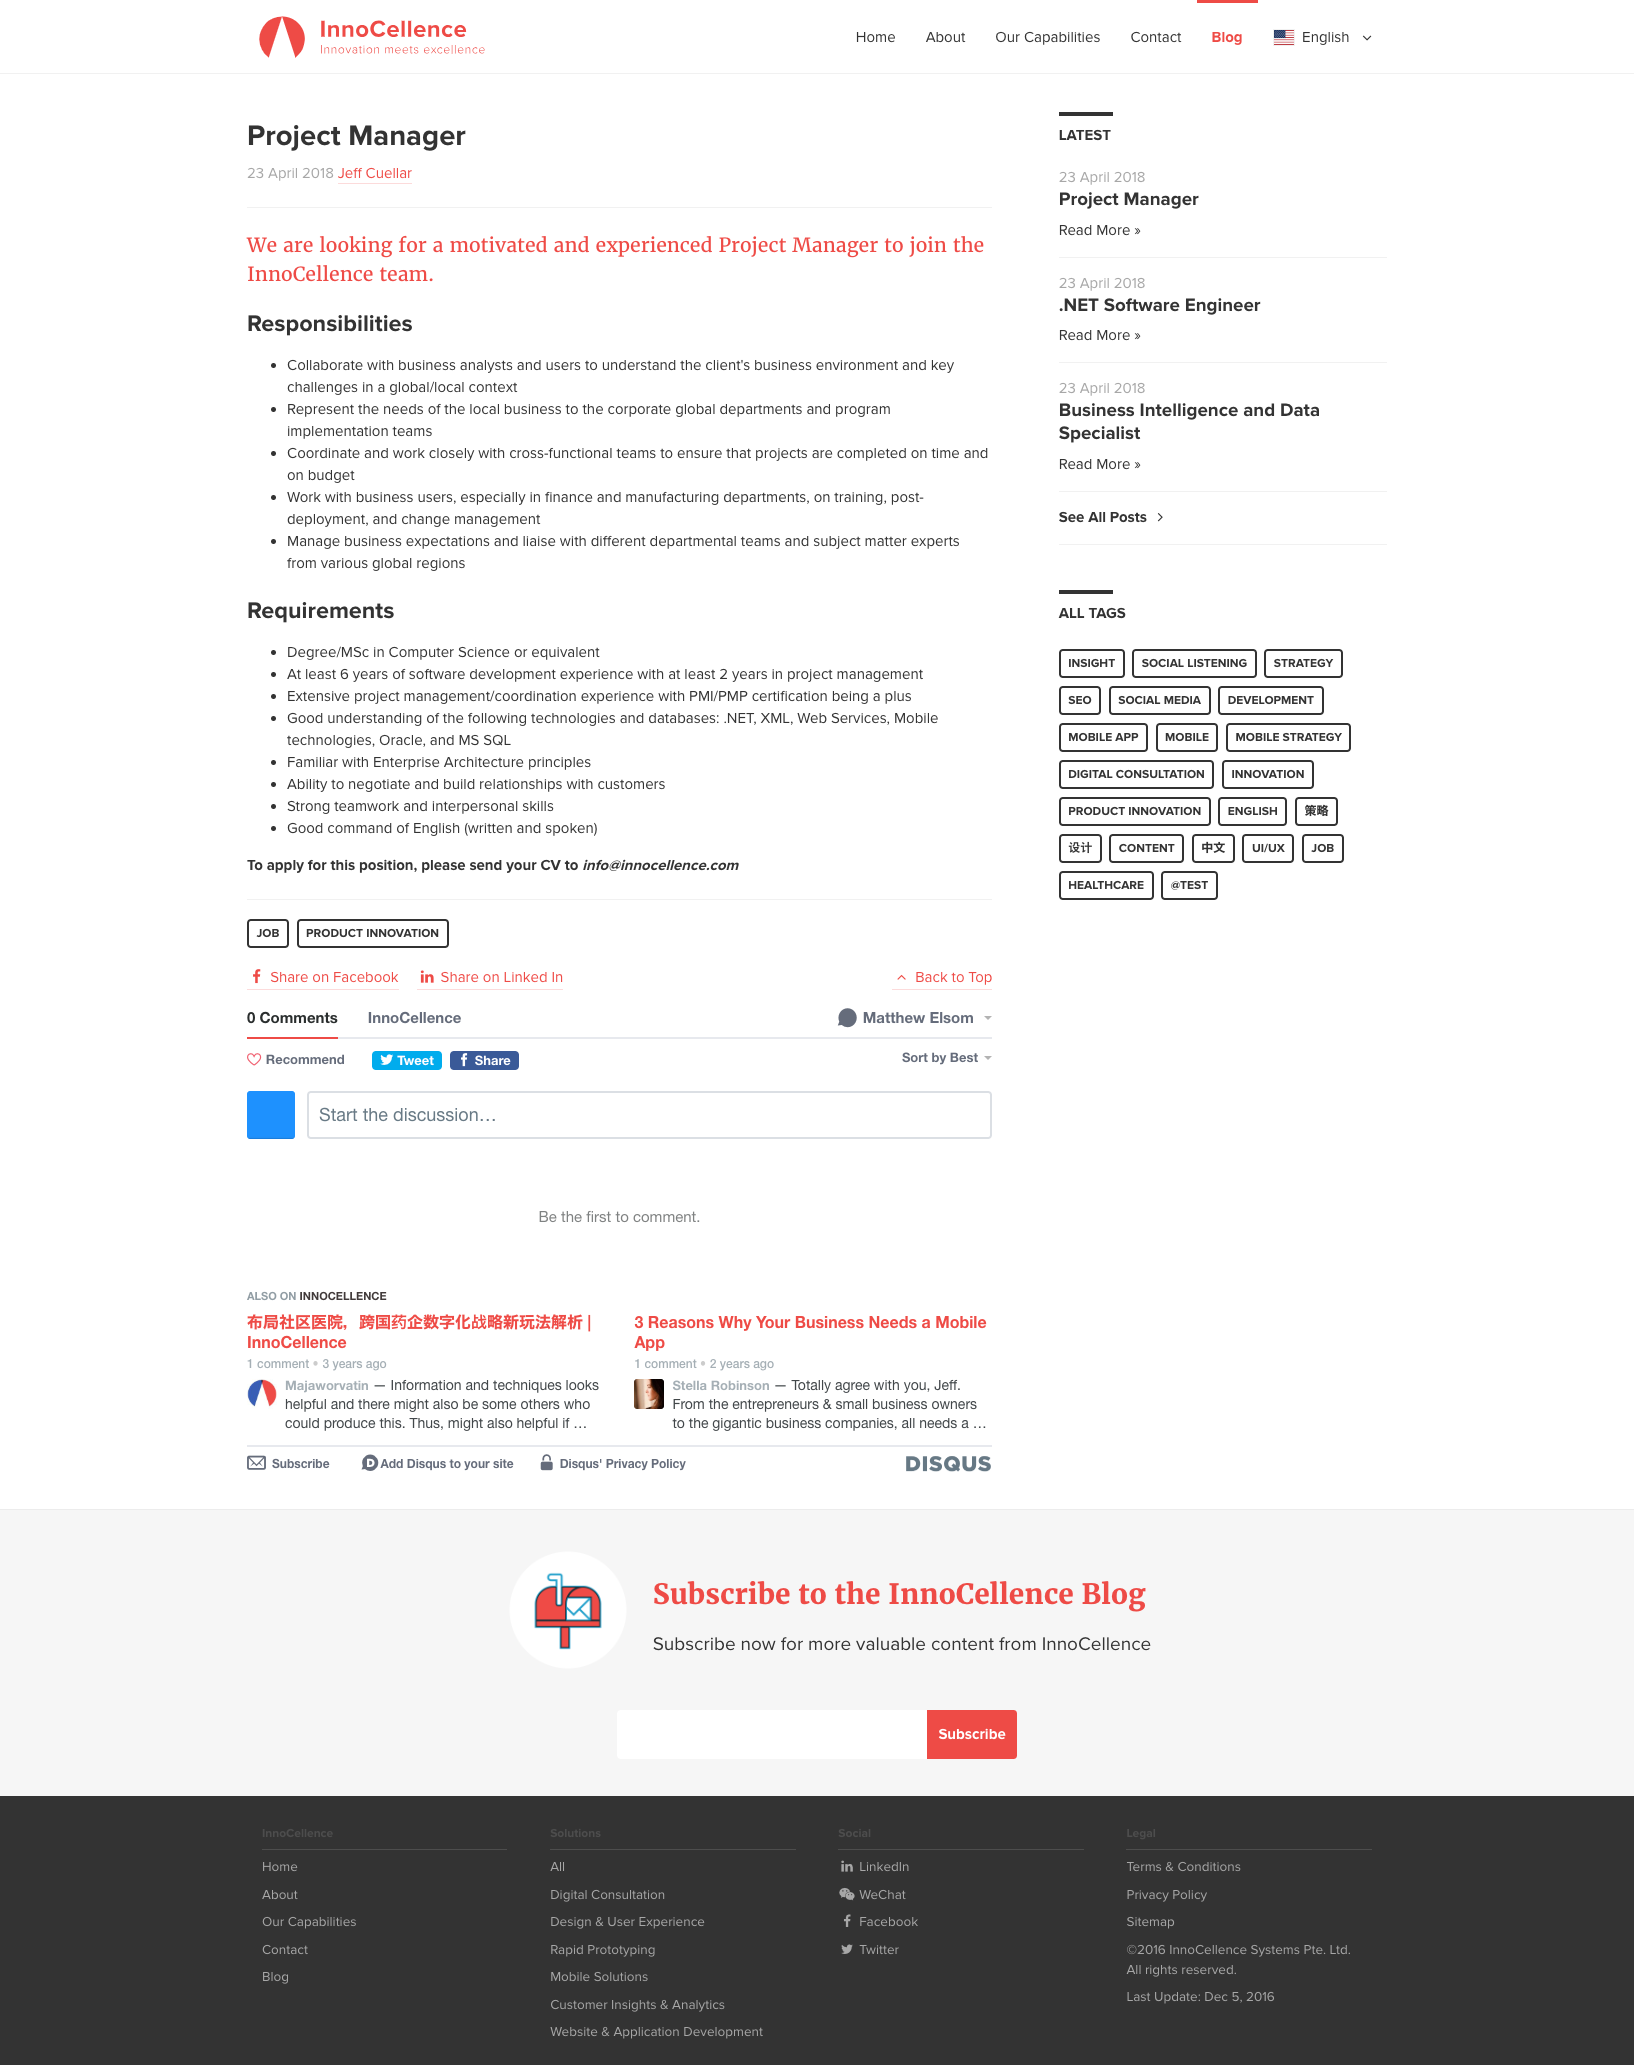 InnoCellence
Innovation meets excellence
Home
About
Our Capabilities
Contact
Blog
English
Project Manager
23 April 2018 Jeff Cuellar
We are looking for a motivated and experienced Project Manager to join the
InnoCellence team.
Responsibilities
Collaborate with business analysts and users to understand the client's business environment and key
challenges in a global/local context
Represent the needs of the local business to the corporate global departments and program
implementation teams
Coordinate and work closely with cross-functional teams to ensure that projects are completed on time and
on budget
Work with business users, especially in finance and manufacturing departments, on training, post-
deployment, and change management
Manage business expectations and liaise with different departmental teams and subject matter experts
from various global regions
Requirements
Degree/MSc in Computer Science or equivalent
At least 6 years of software development experience with at least 2 years in project management
Extensive project management/coordination experience with PMI/PMP certification being a plus
Good understanding of the following technologies and databases: .NET, XML, Web Services, Mobile
technologies, Oracle, and MS SQL
Familiar with Enterprise Architecture principles
Ability to negotiate and build relationships with customers
Strong teamwork and interpersonal skills
Good command of English (written and spoken)
To apply for this position, please send your CV to info@innocellence.com
JOB
PRODUCT INNOVATION
Share on Facebook
Share on Linked In
Back to Top
0 Comments
InnoCellence
Matthew Elsom
Recommend
Tweet
Share
Sort by Best
Start the discussion…
Be the first to comment.
ALSO ON INNOCELLENCE
布局社区医院，跨国药企数字化战略新玩法解析 |
InnoCellence
1 comment • 3 years ago
Majaworvatin — Information and techniques looks
helpful and there might also be some others who
could produce this. Thus, might also helpful if …
3 Reasons Why Your Business Needs a Mobile
App
1 comment • 2 years ago
Stella Robinson — Totally agree with you, Jeff.
From the entrepreneurs & small business owners
to the gigantic business companies, all needs a …
Subscribe
Add Disqus to your site
Disqus' Privacy Policy
DISQUS
LATEST
23 April 2018
Project Manager
Read More »
23 April 2018
.NET Software Engineer
Read More »
23 April 2018
Business Intelligence and Data
Specialist
Read More »
See All Posts
ALL TAGS
INSIGHT
SOCIAL LISTENING
STRATEGY
SEO
SOCIAL MEDIA
DEVELOPMENT
MOBILE APP
MOBILE
MOBILE STRATEGY
DIGITAL CONSULTATION
INNOVATION
PRODUCT INNOVATION
ENGLISH
策略
设计
CONTENT
中文
UI/UX
JOB
HEALTHCARE
@TEST
Subscribe to the InnoCellence Blog
Subscribe now for more valuable content from InnoCellence
Subscribe
InnoCellence
Home
About
Our Capabilities
Contact
Blog
Solutions
All
Digital Consultation
Design & User Experience
Rapid Prototyping
Mobile Solutions
Customer Insights & Analytics
Website & Application Development
Social
LinkedIn
WeChat
Facebook
Twitter
Legal
Terms & Conditions
Privacy Policy
Sitemap
©2016 InnoCellence Systems Pte. Ltd.
All rights reserved.
Last Update: Dec 5, 2016